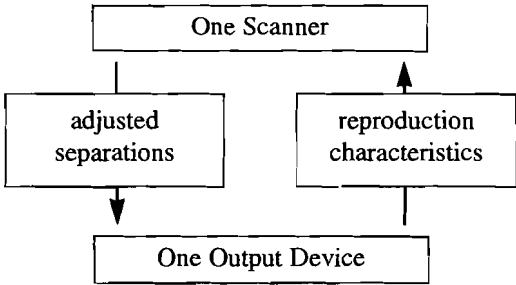 One Scanner
adjusted
separations
reproduction
characteristics
One Output Device